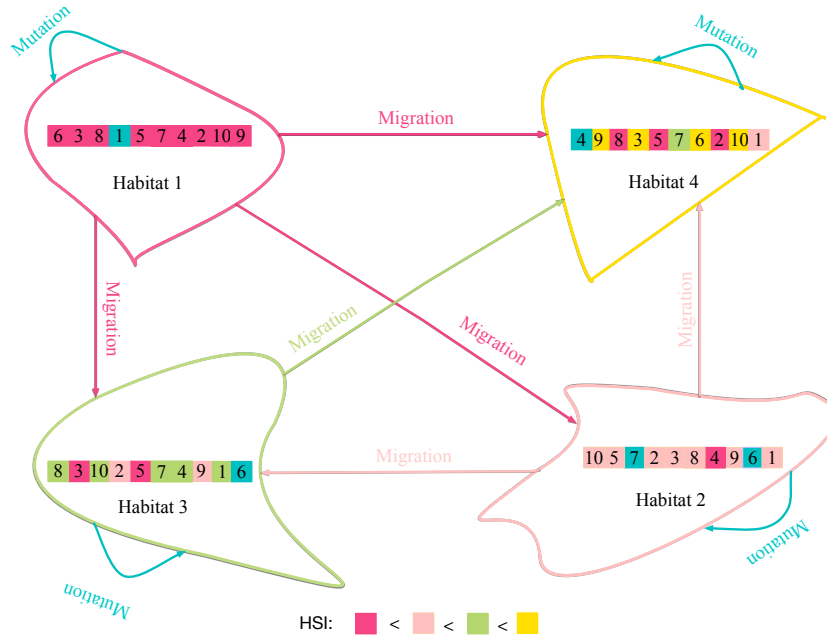 Mutation
Mutation
Migration
6 3 8 1 5 7 4 2 10 9
4 9 8 3 5 7 6 2 10 1
Habitat 1
Habitat 4
Migration
Migration
Migration
Migration
Migration
8 3 10 2 5 7 4 9 1 6
10 5 7 2 3 8 4 9 6 1
Habitat 3
Habitat 2
Mutation
Mutation
HSI: < < <